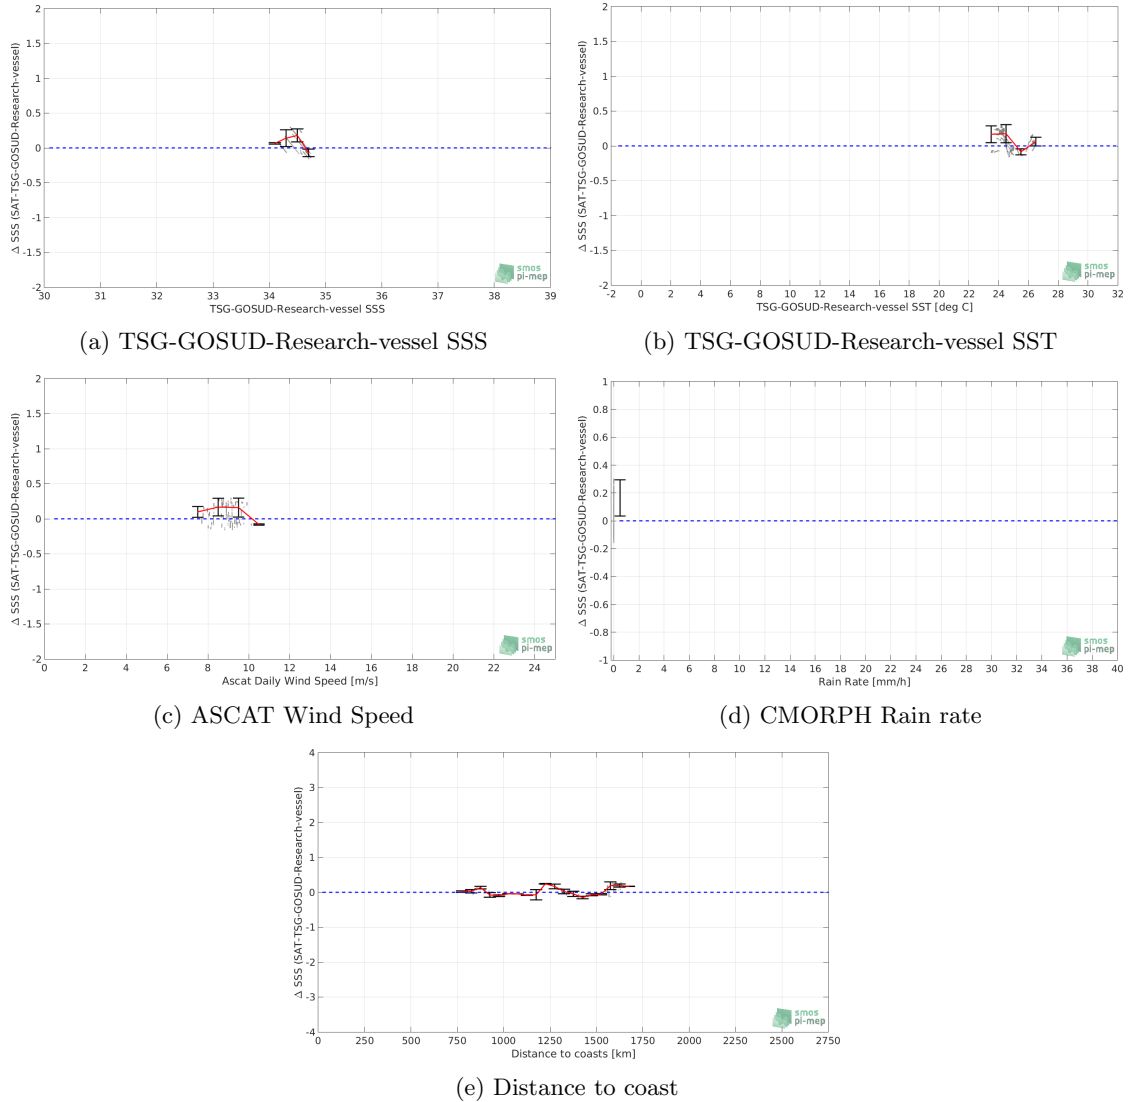 Δ SSS (SAT-TSG-GOSUD-Research-vessel)
2
1.5
1
0.5
0
-0.5
-1
-1.5
-2
30 31 32 33 34 35 36 37 38 39
TSG-GOSUD-Research-vessel SSS
smos
pi-mep
(a) TSG-GOSUD-Research-vessel SSS
Δ SSS (SAT-TSG-GOSUD-Research-vessel)
2
1.5
1
0.5
0
-0.5
-1
-1.5
-2
-2 0 2 4 6 8 10 12 14 16 18 20 22 24 26 28 30 32
TSG-GOSUD-Research-vessel SST [deg C]
smos
pi-mep
(b) TSG-GOSUD-Research-vessel SST
Δ SSS (SAT-TSG-GOSUD-Research-vessel)
2
1.5
1
0.5
0
-0.5
-1
-1.5
-2
0 2 4 6 8 10 12 14 16 18 20 22 24
Ascat Daily Wind Speed [m/s]
smos
pi-mep
(c) ASCAT Wind Speed
Δ SSS (SAT-TSG-GOSUD-Research-vessel)
1
0.8
0.6
0.4
0.2
0
-0.2
-0.4
-0.6
-0.8
-1
0 2 4 6 8 10 12 14 16 18 20 22 24 26 28 30 32 34 36 38 40
Rain Rate [mm/h]
smos
pi-mep
(d) CMORPH Rain rate
Δ SSS (SAT-TSG-GOSUD-Research-vessel)
4
3
2
1
0
-1
-2
-3
-4
0 250 500 750 1000 1250 1500 1750 2000 2250 2500 2750
Distance to coasts [km]
smos
pi-mep
(e) Distance to coast